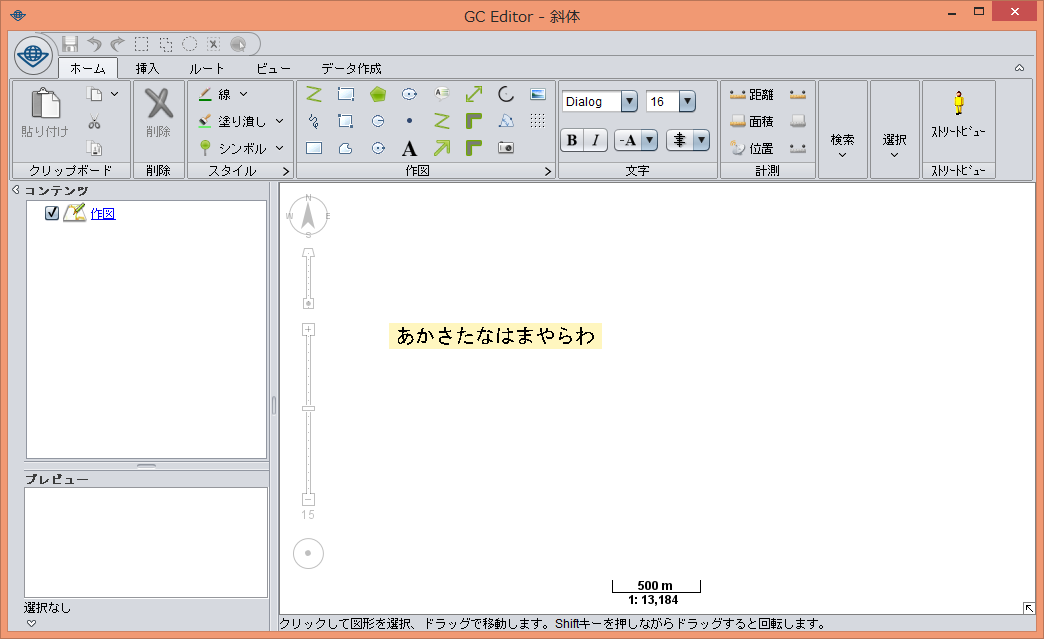 GC Editor - 斜体
ホーム 挿入 ルート ビュー データ作成
貼り付け
クリップボード
削除
削除
線
塗り潰し
シンボル
スタイル
A
A
作図
Dialog 16
B I -A 主
文字
距離
面積
位置
計測
検索
選択
ストリートビュー
ストリートビュー
コンテンツ
作図
プレビュー
選択なし
N
W E
S
+
−
15
あかさたなはまやらわ
500 m
1: 13,184
クリックして図形を選択、ドラッグで移動します。Shiftキーを押しながらドラッグすると回転します。